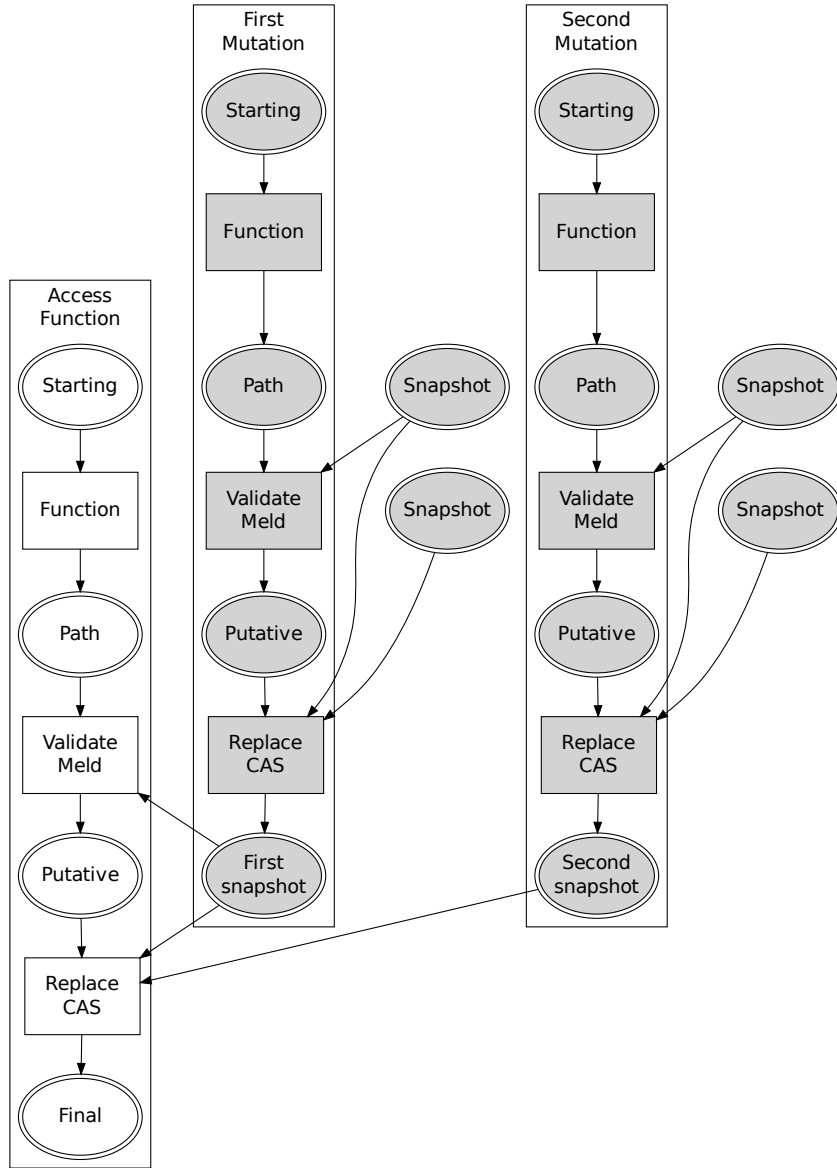 First
Mutation
Starting
Function
Path
Snapshot
Validate
Meld
Snapshot
Putative
Replace
CAS
First
snapshot
Second
Mutation
Starting
Function
Path
Snapshot
Validate
Meld
Snapshot
Putative
Replace
CAS
Second
snapshot
Access
Function
Starting
Function
Path
Validate
Meld
Putative
Replace
CAS
Final